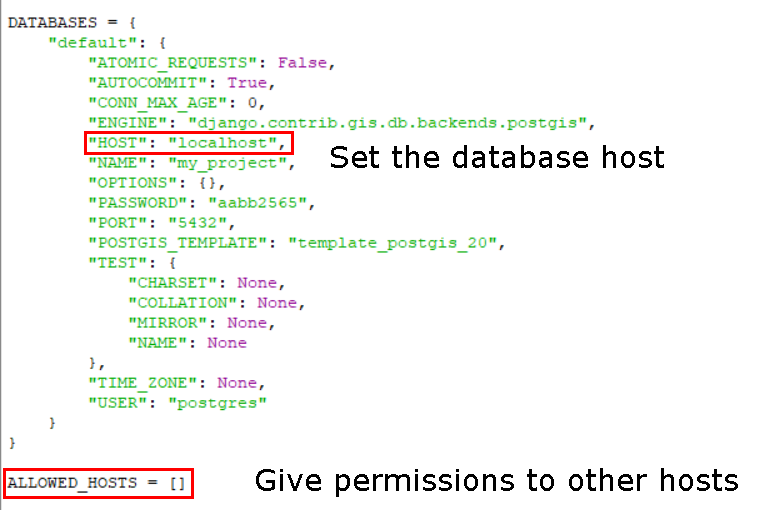 DATABASES = {
    "default": {
        "ATOMIC_REQUESTS": False,
        "AUTOCOMMIT": True,
        "CONN_MAX_AGE": 0,
        "ENGINE": "django.contrib.gis.db.backends.postgis",
        "HOST": "localhost",
Set the database host
        "NAME": "my_project",
        "OPTIONS": {},
        "PASSWORD": "aabb2565",
        "PORT": "5432",
        "POSTGIS_TEMPLATE": "template_postgis_20",
        "TEST": {
            "CHARSET": None,
            "COLLATION": None,
            "MIRROR": None,
            "NAME": None
        },
        "TIME_ZONE": None,
        "USER": "postgres"
    }
}
ALLOWED_HOSTS = []
Give permissions to other hosts